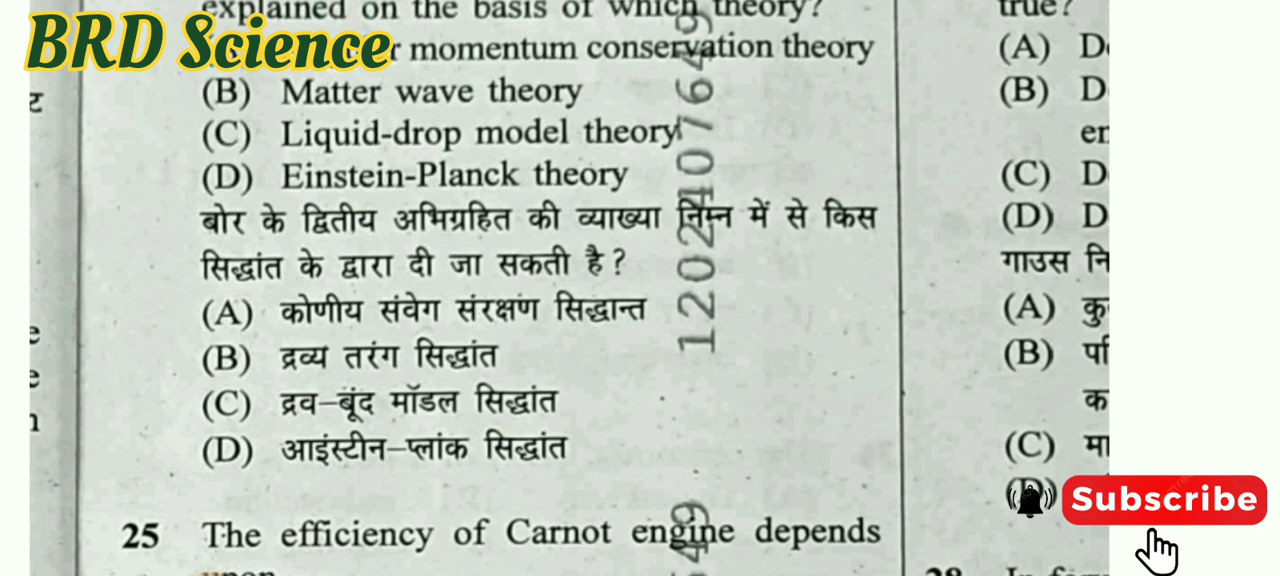 BRD Science
explained on the basis of which theory?
momentum conservation theory
(B) Matter wave theory
(C) Liquid-drop model theory
(D) Einstein-Planck theory
बोर के द्वितीय अभिग्रहित की व्याख्या निम्न में से किस
सिद्धांत के द्वारा दी जा सकती है?
(A) कोणीय संवेग संरक्षण सिद्धान्त
(B) द्रव्य तरंग सिद्धांत
(C) द्रव-बूंद मॉडल सिद्धांत
(D) आइंस्टीन-प्लांक सिद्धांत
25 The efficiency of Carnot engine depends
true?
(A)
(B)
(C)
(D)
गाउस
(A)
(B)
(C)
Subscribe